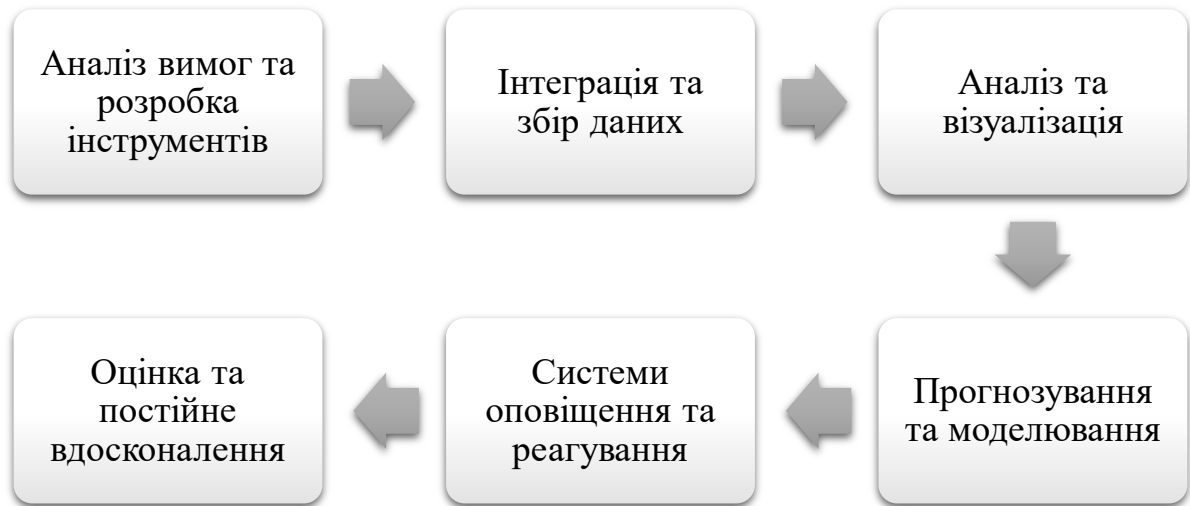 Аналіз вимог та
розробка
інструментів
Інтеграція та
збір даних
Аналіз та
візуалізація
Прогнозування
та моделювання
Системи
оповіщення та
реагування
Оцінка та
постійне
вдосконалення